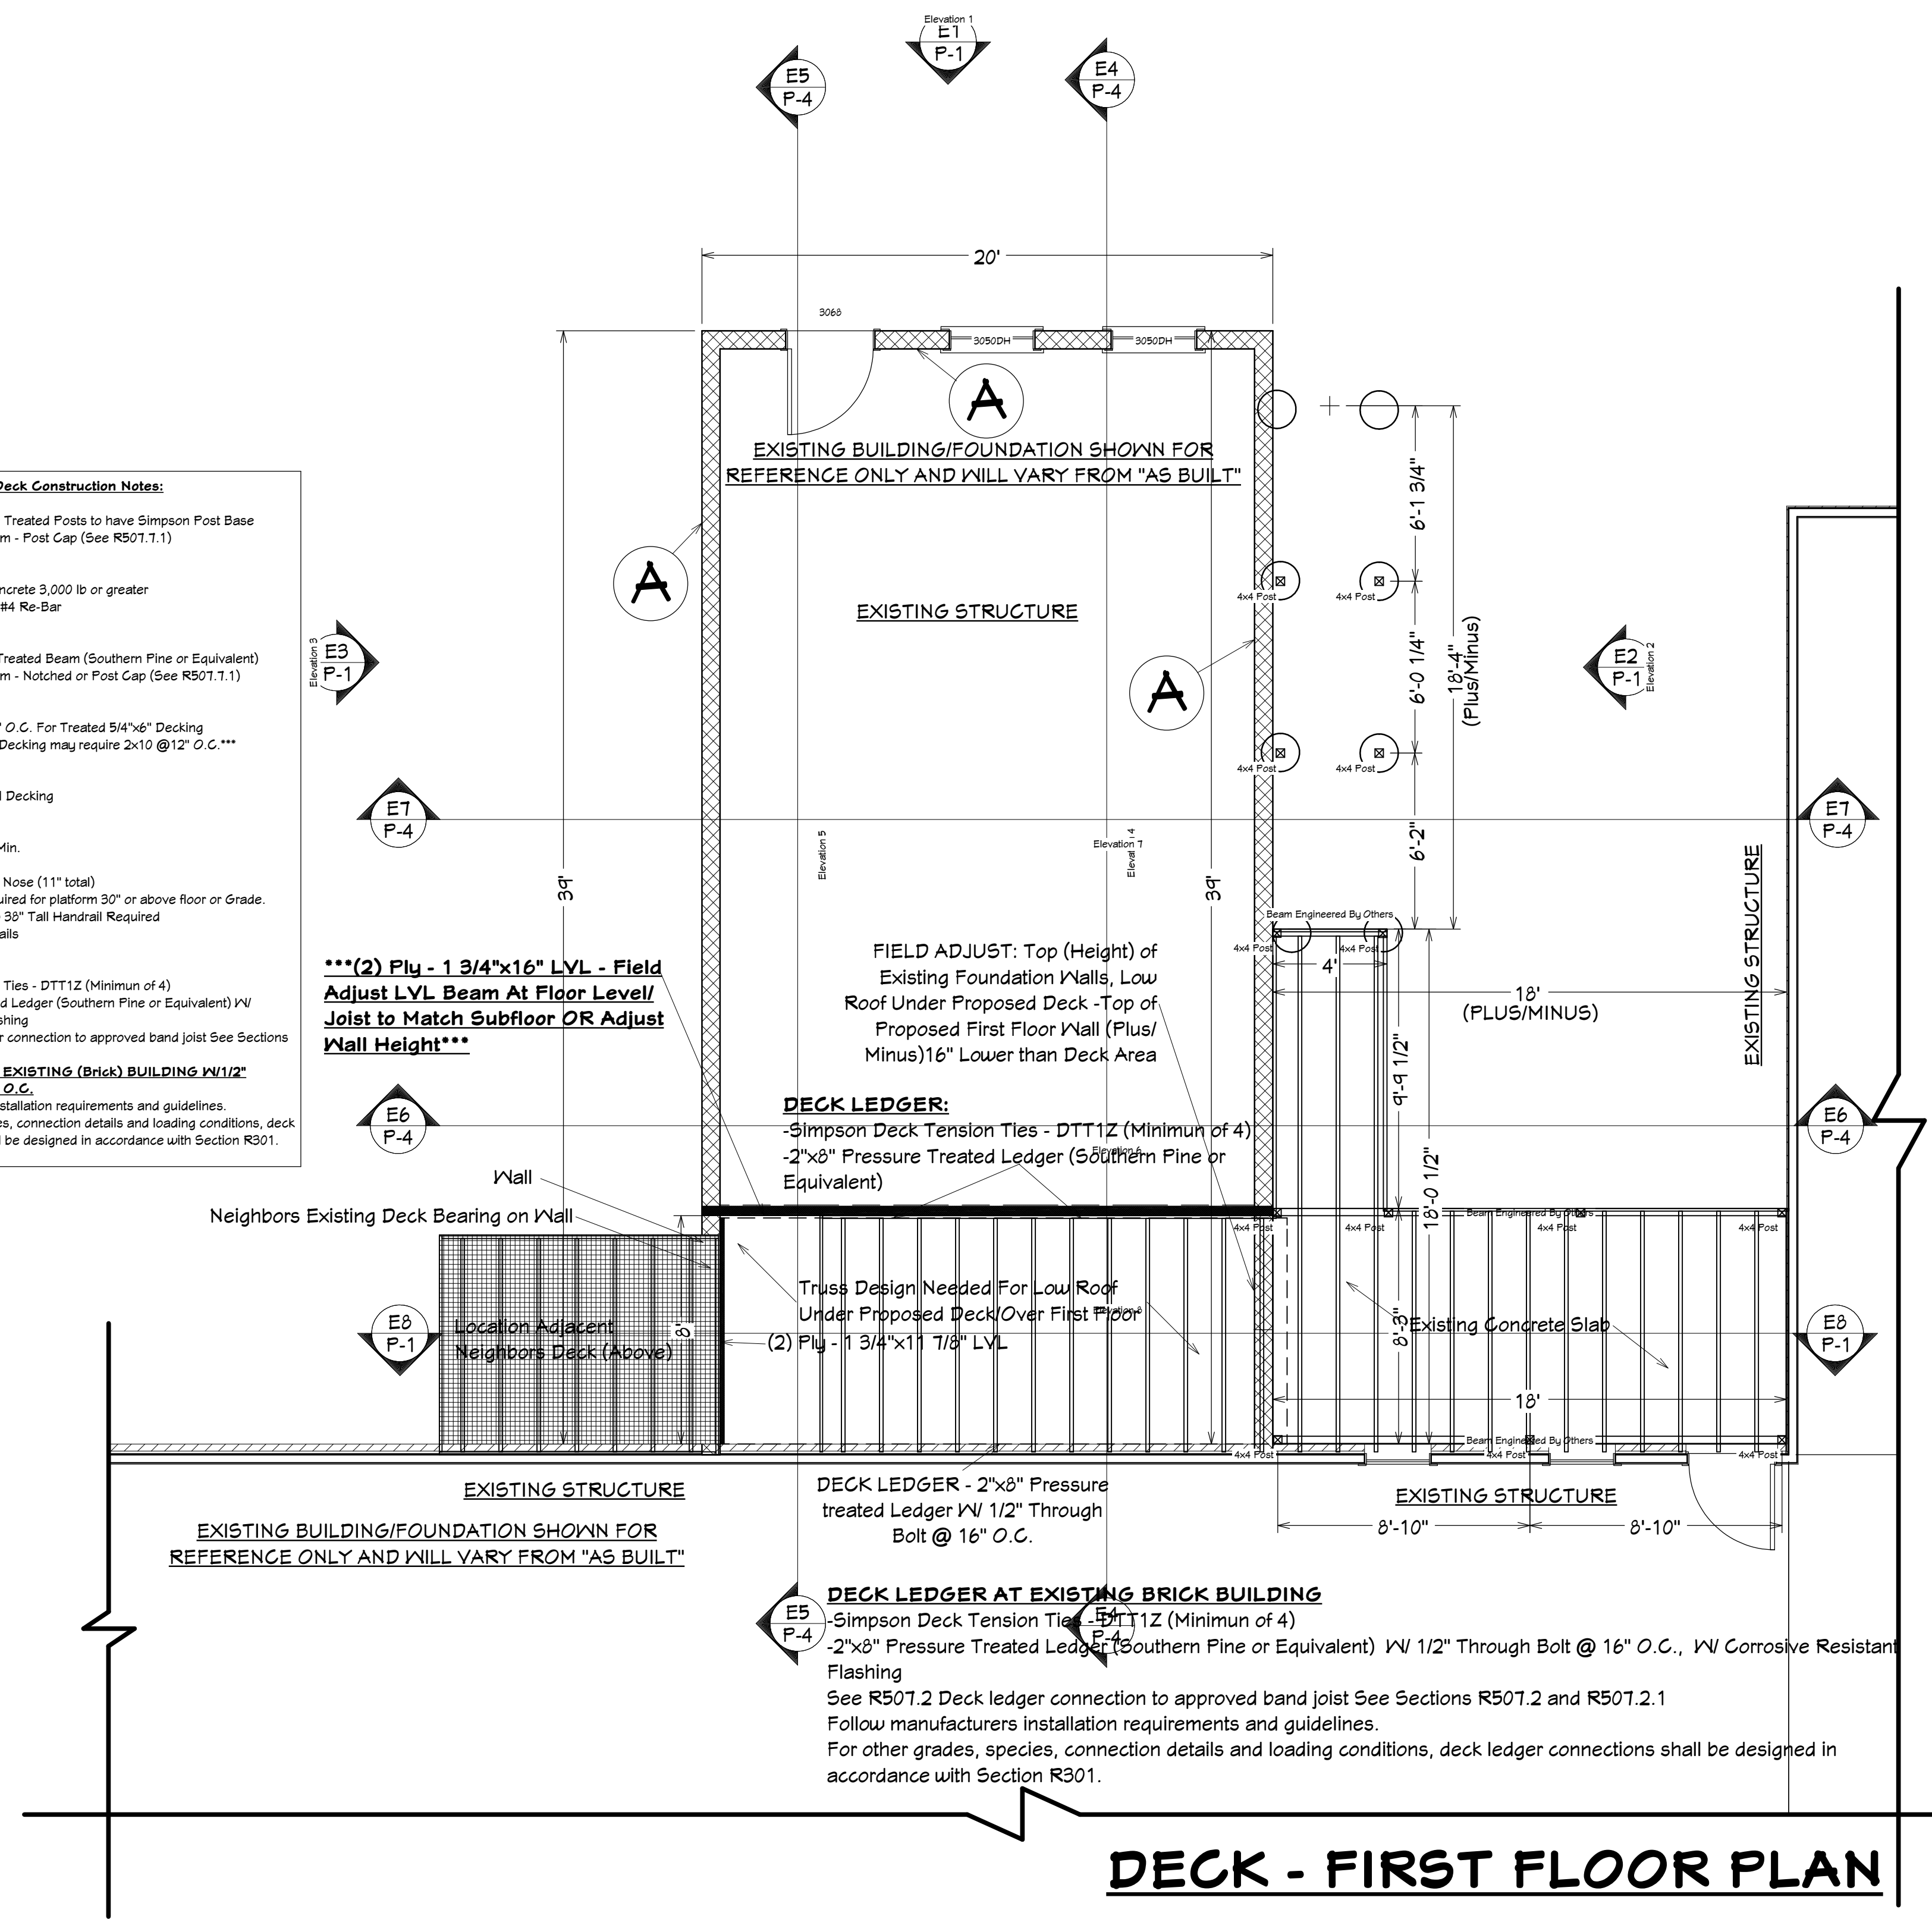 Elevation 1
E1
P-1
E5
P-4
E4
P-4
20'
3068
3050DH
3050DH
A
EXISTING BUILDING/FOUNDATION SHOWN FOR
REFERENCE ONLY AND WILL VARY FROM "AS BUILT"
6'-1 3/4"
Deck Construction Notes:
Treated Posts to have Simpson Post Base
m - Post Cap (See R507.7.1)
ncrete 3,000 lb or greater
#4 Re-Bar
Treated Beam (Southern Pine or Equivalent)
m - Notched or Post Cap (See R507.7.1)
" O.C. For Treated 5/4"x6" Decking
Decking may require 2x10 @12" O.C.***
l Decking
Min.
Nose (11" total)
uired for platform 30" or above floor or Grade.
38" Tall Handrail Required
ails
Ties - DTT1Z (Minimun of 4)
d Ledger (Southern Pine or Equivalent) W/
shing
r connection to approved band joist See Sections
EXISTING (Brick) BUILDING W/1/2"
O.C.
stallation requirements and guidelines.
es, connection details and loading conditions, deck
l be designed in accordance with Section R301.
A
EXISTING STRUCTURE
4x4 Post
4x4 Post
Elevation 3
E3
P-1
A
6'-0 1/4"
18'-4"
(Plus/Minus)
E2
P-1
Elevation 2
4x4 Post
4x4 Post
E7
P-4
E7
P-4
Elevation 5
Elevation 7
Elevat
4
6'-2"
39'
39'
EXISTING STRUCTURE
Beam Engineered By Others
4x4 Post
4x4 Post
4'
18'
(PLUS/MINUS)
***(2) Ply - 1 3/4"x16" LVL - Field
Adjust LVL Beam At Floor Level/
Joist to Match Subfloor OR Adjust
Wall Height***
FIELD ADJUST: Top (Height) of
Existing Foundation Walls, Low
Roof Under Proposed Deck -Top of
Proposed First Floor Wall (Plus/
Minus)16" Lower than Deck Area
9'-9 1/2"
18'-0 1/2"
E6
P-4
E6
P-4
DECK LEDGER:
-Simpson Deck Tension Ties - DTT1Z (Minimun of 4)
-2"x8" Pressure Treated Ledger (Southern Pine or
Equivalent)
Elevation 6
Wall
Neighbors Existing Deck Bearing on Wall
Beam Engineered By Others
4x4 Post
4x4 Post
4x4 Post
4x4 Post
Truss Design Needed For Low Roof
Under Proposed Deck/Over First Floor
Elevation 8
(2) Ply - 1 3/4"x11 7/8" LVL
E8
P-1
Location Adjacent
Neighbors Deck (Above)
8'
8'-3"
Existing Concrete Slab
E8
P-1
18'
Beam Engineered By Others
4x4 Post
4x4 Post
4x4 Post
EXISTING STRUCTURE
EXISTING BUILDING/FOUNDATION SHOWN FOR
REFERENCE ONLY AND WILL VARY FROM "AS BUILT"
DECK LEDGER - 2"x8" Pressure
treated Ledger W/ 1/2" Through
Bolt @ 16" O.C.
EXISTING STRUCTURE
8'-10"
8'-10"
E5
P-4
E4
P-4
DECK LEDGER AT EXISTING BRICK BUILDING
-Simpson Deck Tension Ties - DTT1Z (Minimun of 4)
-2"x8" Pressure Treated Ledger (Southern Pine or Equivalent) W/ 1/2" Through Bolt @ 16" O.C., W/ Corrosive Resistant
Flashing
See R507.2 Deck ledger connection to approved band joist See Sections R507.2 and R507.2.1
Follow manufacturers installation requirements and guidelines.
For other grades, species, connection details and loading conditions, deck ledger connections shall be designed in
accordance with Section R301.
DECK - FIRST FLOOR PLAN